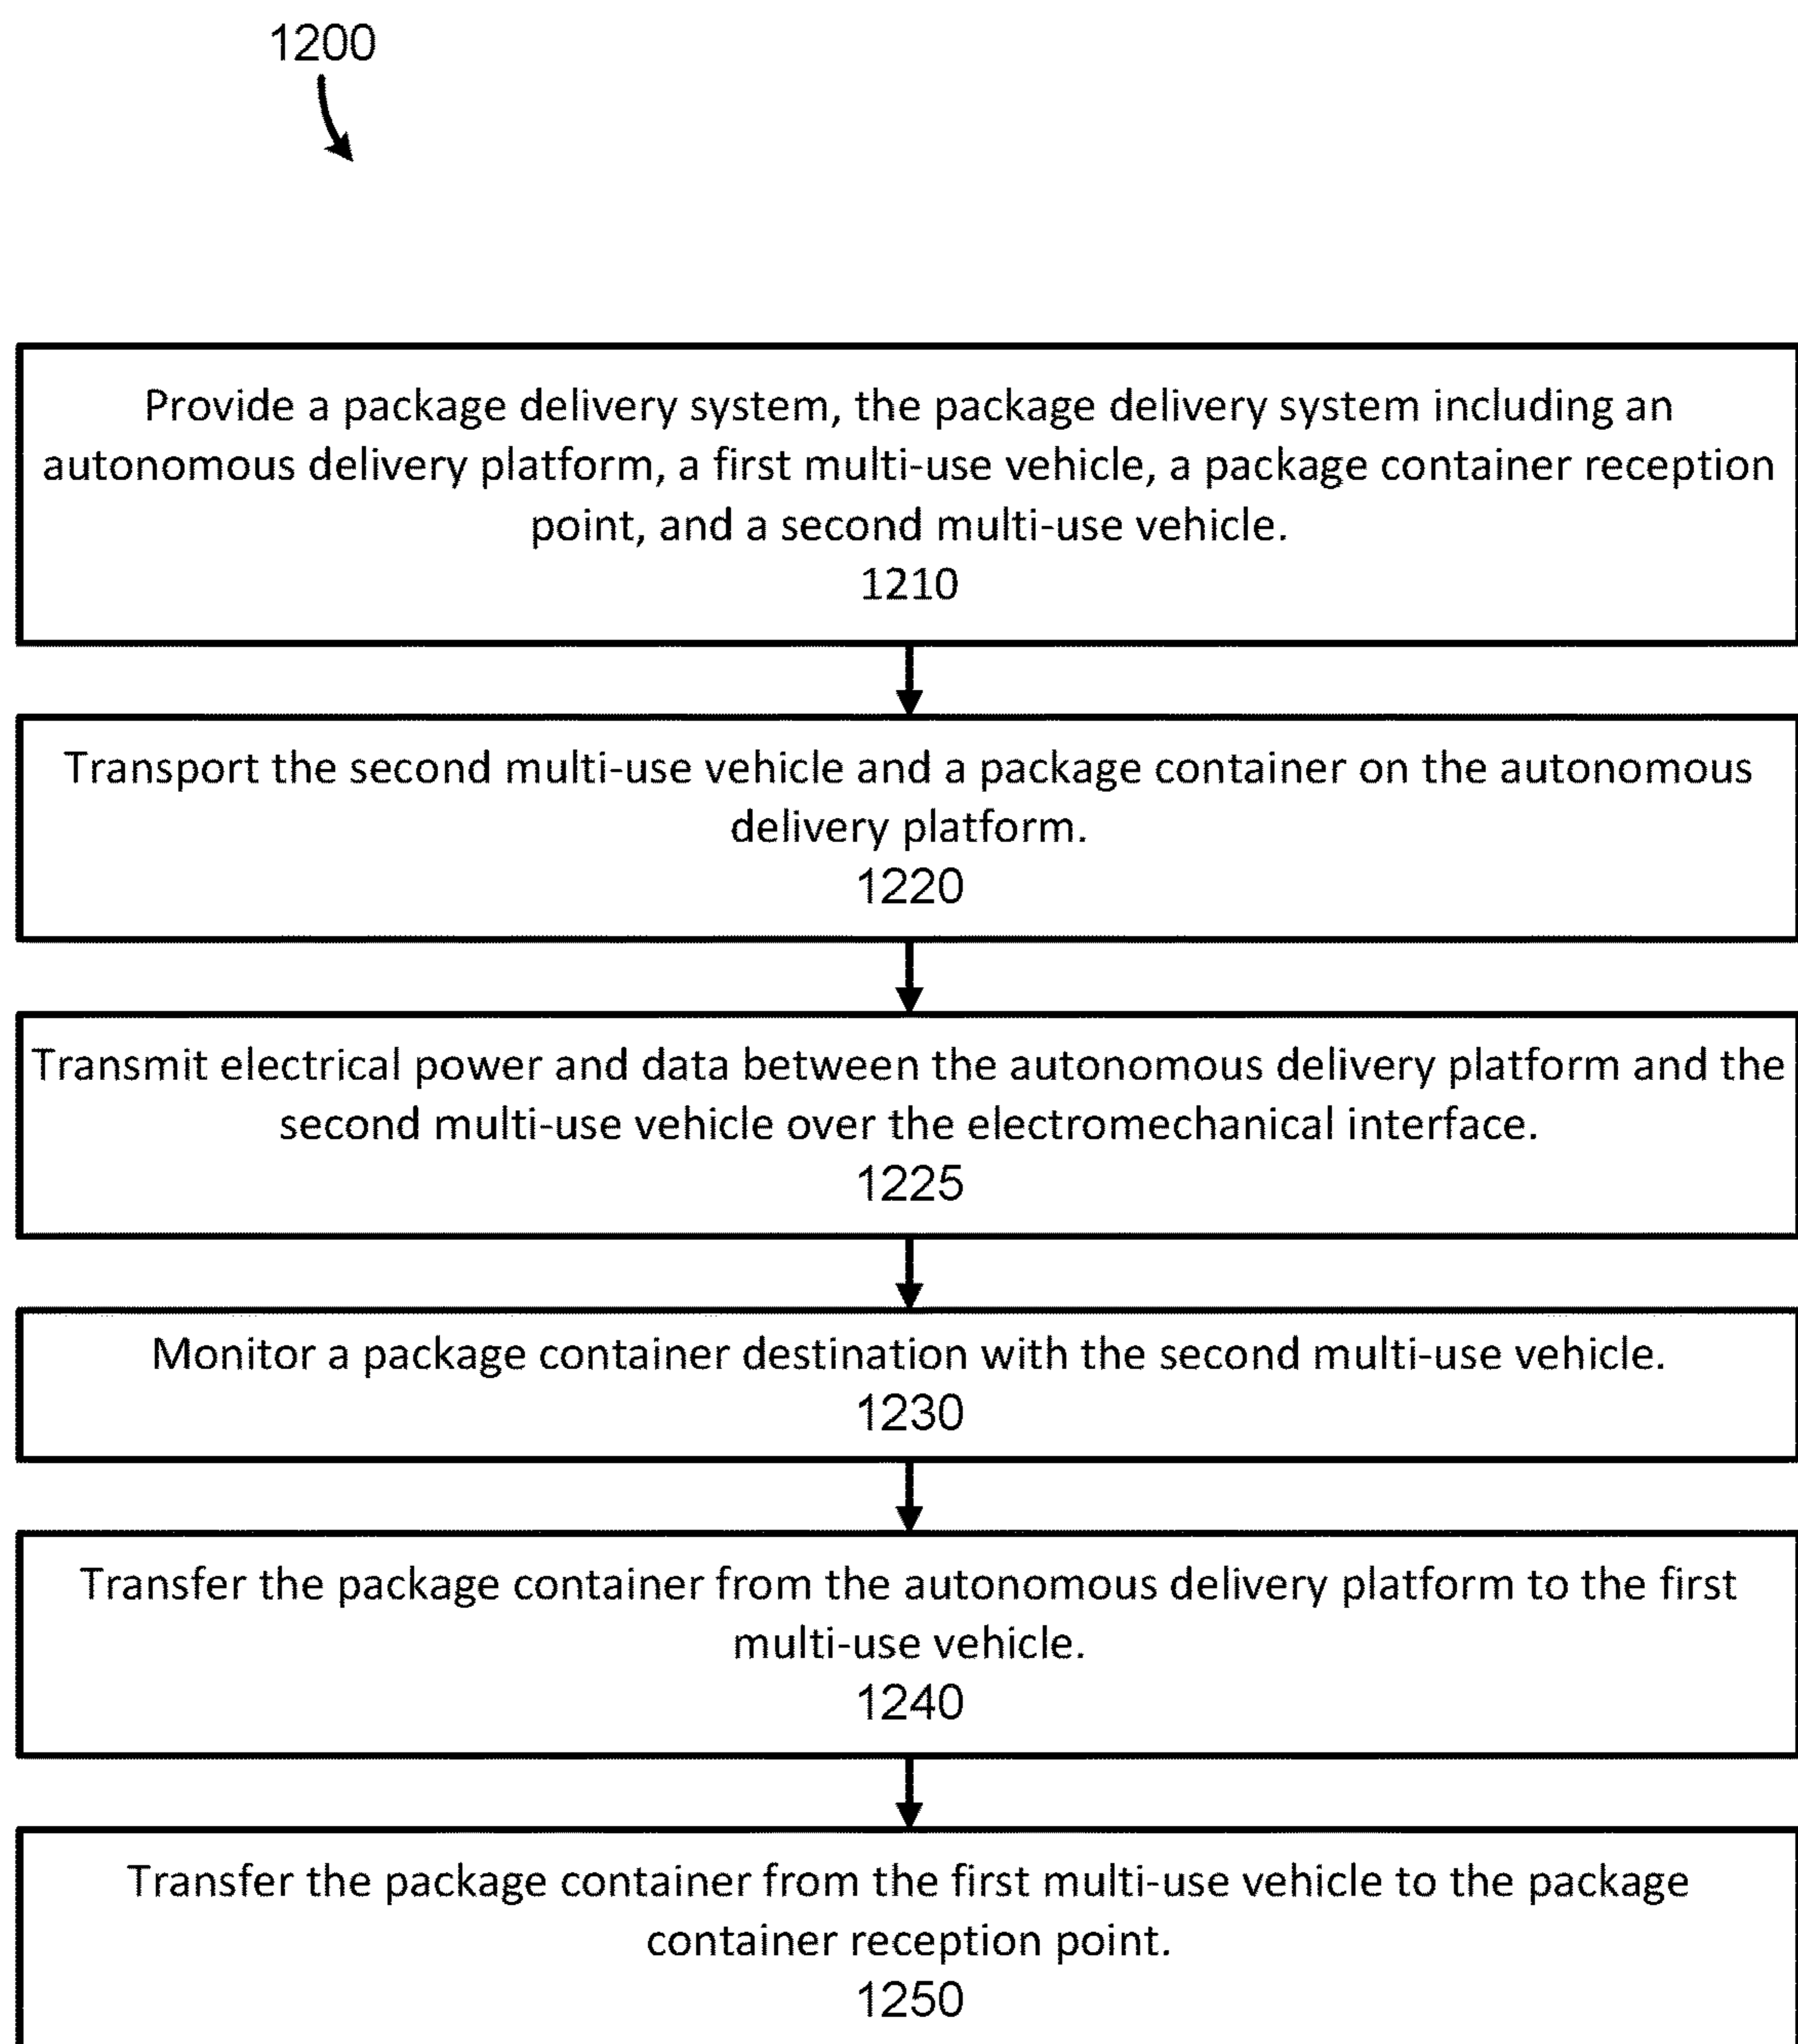 1200
Provide a package delivery system, the package delivery system including an
autonomous delivery platform, a first multi-use vehicle, a package container reception
point, and a second multi-use vehicle.
1210
Transport the second multi-use vehicle and a package container on the autonomous
delivery platform.
1220
Transmit electrical power and data between the autonomous delivery platform and the
second multi-use vehicle over the electromechanical interface.
1225
Monitor a package container destination with the second multi-use vehicle.
1230
Transfer the package container from the autonomous delivery platform to the first
multi-use vehicle.
1240
Transfer the package container from the first multi-use vehicle to the package
container reception point.
1250